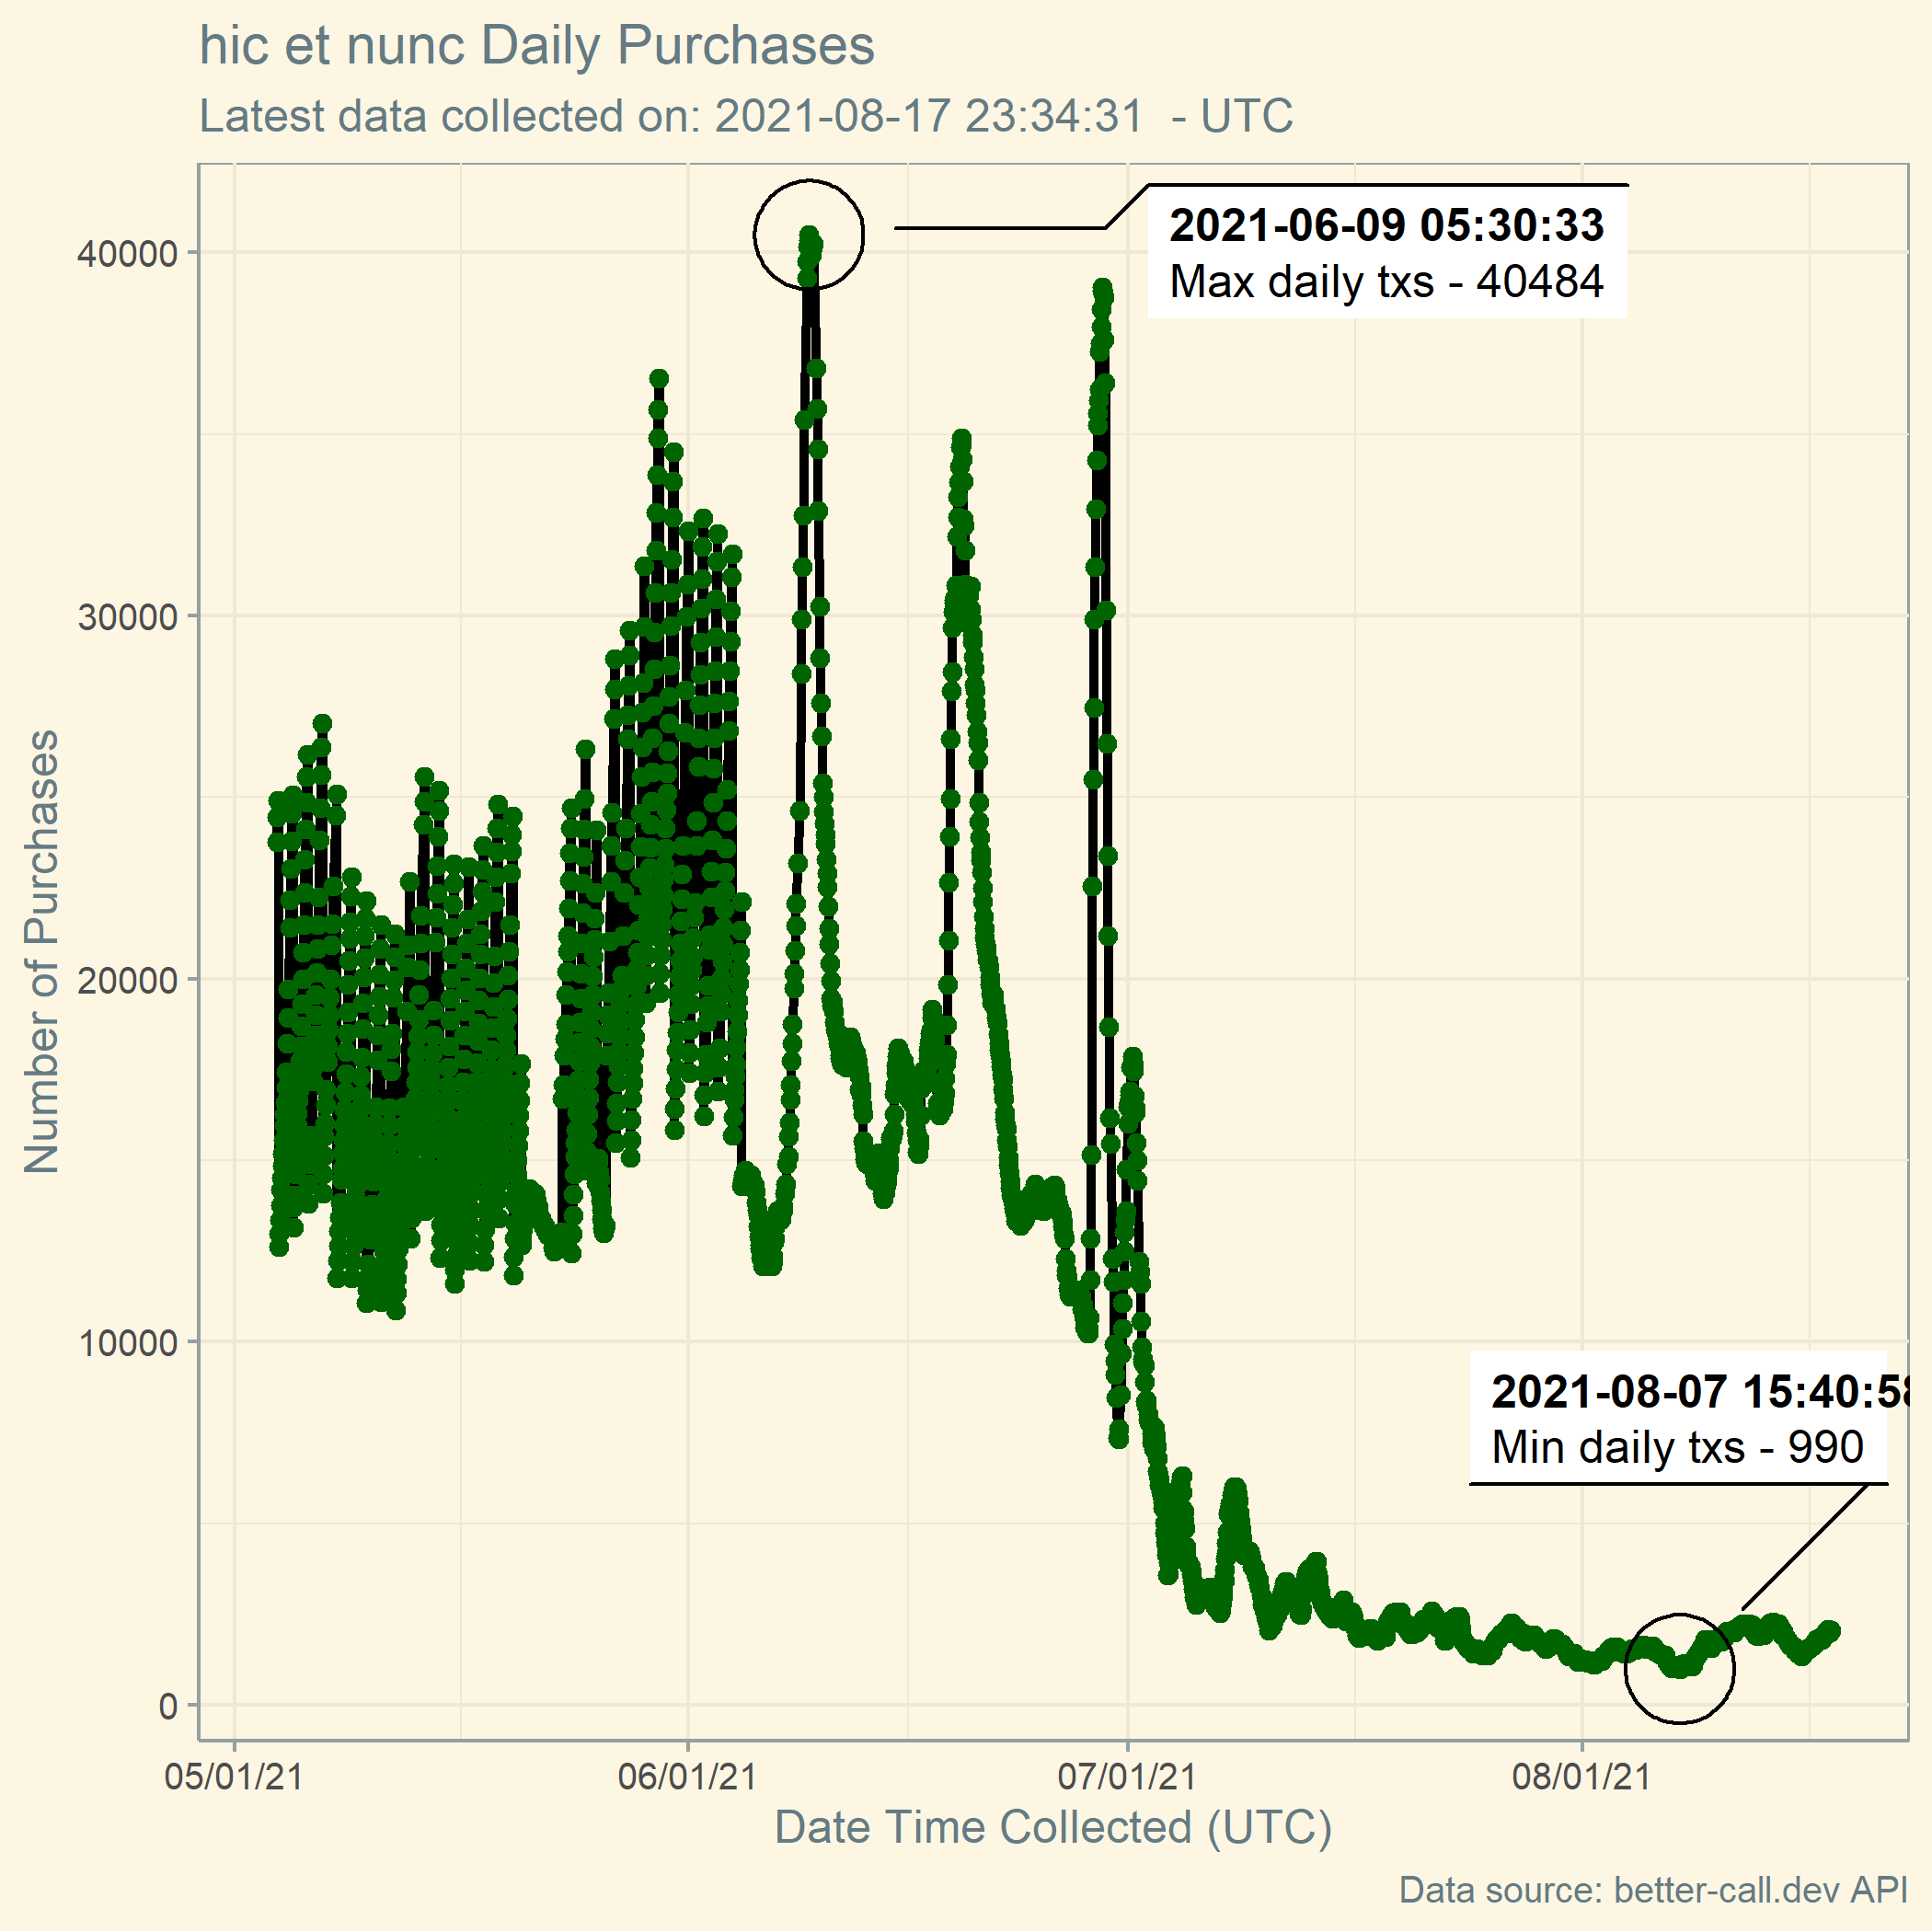 hic et nunc Daily Purchases
Latest data collected on: 2021-08-17 23:34:31 - UTC
2021-06-09 05:30:33
Max daily txs - 40484
40000
30000
20000
10000
0
Number of Purchases
2021-08-07 15:40:58
Min daily txs - 990
05/01/21
06/01/21
07/01/21
08/01/21
Date Time Collected (UTC)
Data source: better-call.dev API